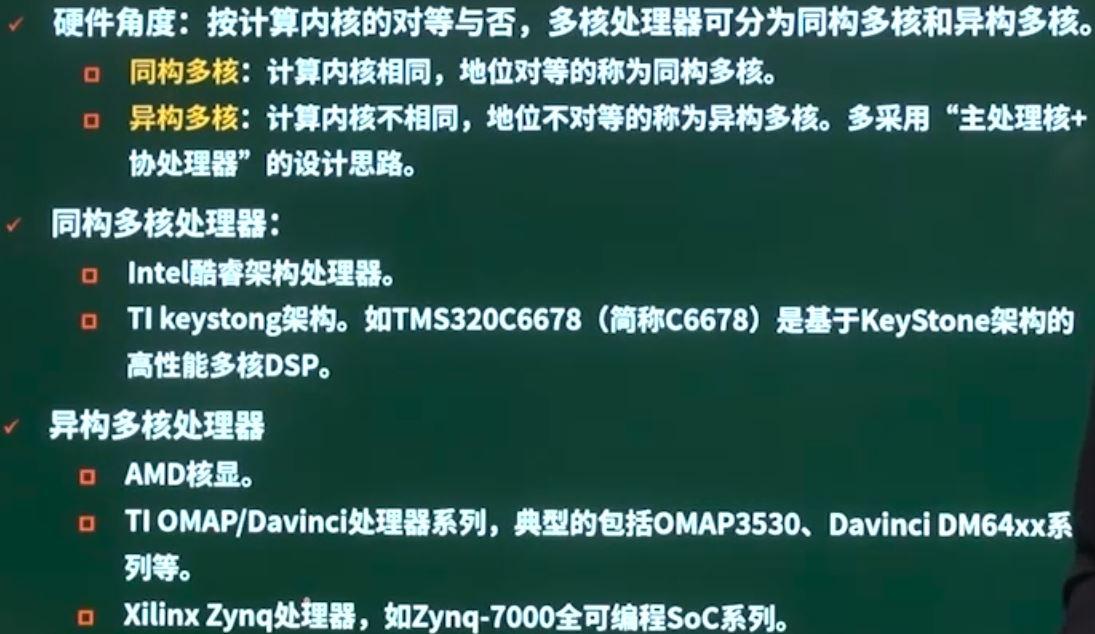 硬件角度：按计算内核的对等与否，多核处理器可分为同构多核和异构多核。
同构多核：计算内核相同，地位对等的称为同构多核。
异构多核：计算内核不相同，地位不对等的称为异构多核。多采用“主处理核+
协处理器”的设计思路。
同构多核处理器：
Intel酷睿架构处理器。
TI keystong架构。如TMS320C6678（简称C6678）是基于KeyStone架构的
高性能多核DSP。
异构多核处理器
AMD核显。
TI OMAP/Davinci处理器系列，典型的包括OMAP3530、Davinci DM64xx系
列等。
Xilinx Zynq处理器，如Zynq-7000全可编程SoC系列。